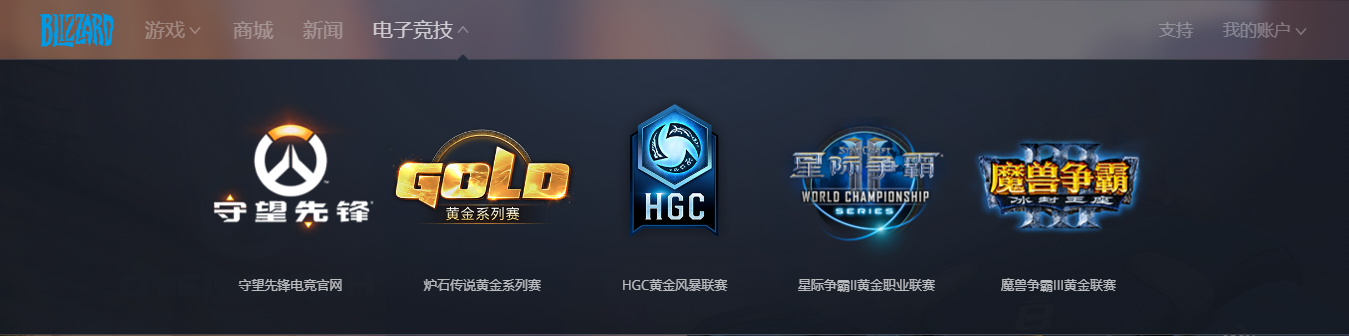 BLIZZARD 游戏 商城 新闻 电子竞技 支持 我的账户
守望先锋
GOLD
黄金系列赛
HGC
STARCRAFT
星际争霸
II
WORLD CHAMPIONSHIP
SERIES
魔兽争霸
III
冰封王座
守望先锋电竞官网 炉石传说黄金系列赛 HGC黄金风暴联赛 星际争霸II黄金职业联赛 魔兽争霸III黄金联赛